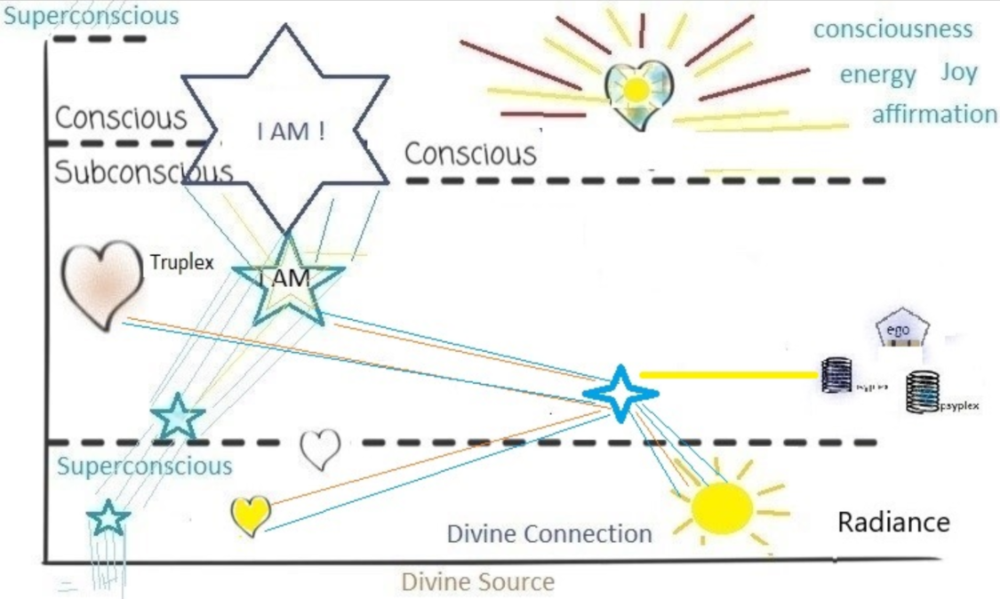 Superconscious
consciousness
energy Joy
affirmation
Conscious
I AM !
Subconscious
Conscious
Truplex
I AM
ego
psyplex
Superconscious
Divine Connection
Radiance
Divine Source